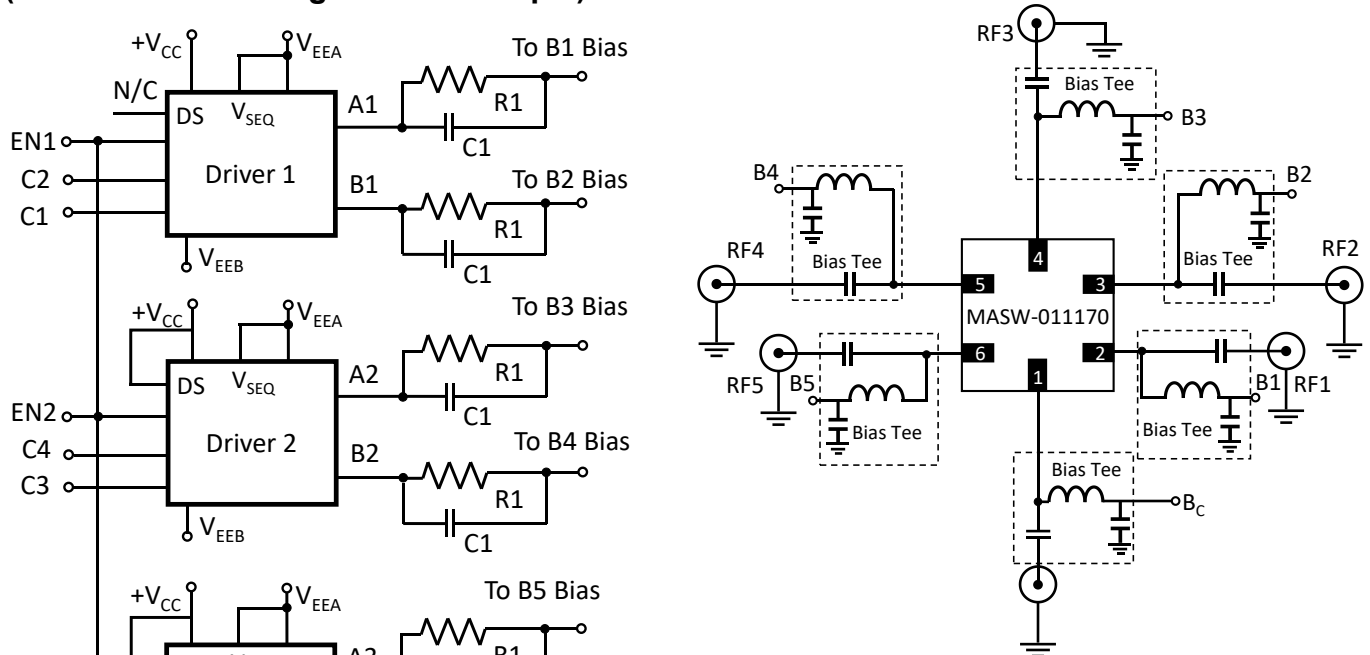 +VCC
VEEA
To B1 Bias
N/C
DS
VSEQ
A1
R1
EN1
C1
C2
Driver 1
B1
To B2 Bias
C1
R1
VEEB
C1
To B3 Bias
+VCC
VEEA
DS
VSEQ
A2
R1
EN2
C1
C4
Driver 2
B2
To B4 Bias
C3
R1
VEEB
C1
To B5 Bias
+VCC
VEEA
RF3
Bias Tee
B3
B4
B2
RF4
Bias Tee
Bias Tee
RF2
4
5
3
MASW-011170
6
2
1
RF5
B5
B1
RF1
Bias Tee
Bias Tee
Bias Tee
BC